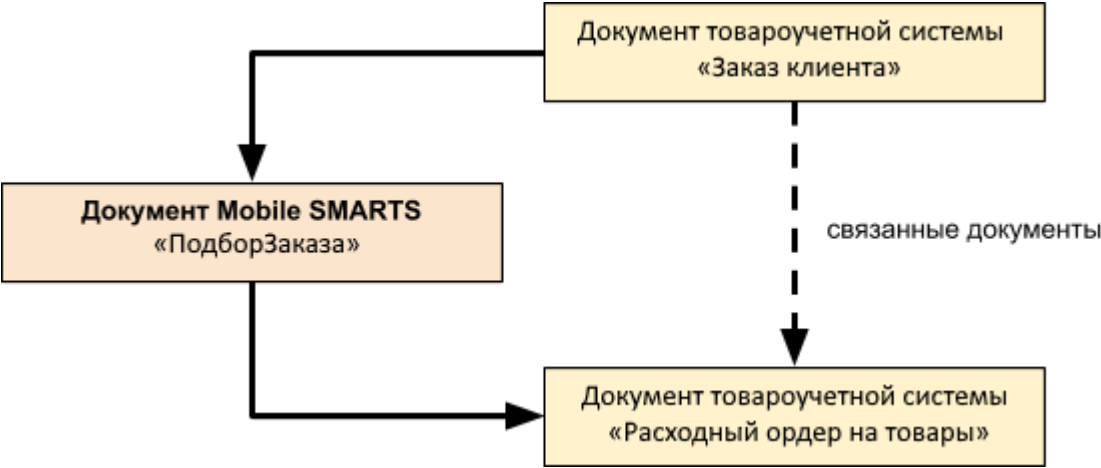 Документ товароучетной системы
«Заказ клиента»
Документ Mobile SMARTS
«ПодборЗаказа»
связанные документы
Документ товароучетной системы
«Расходный ордер на товары»